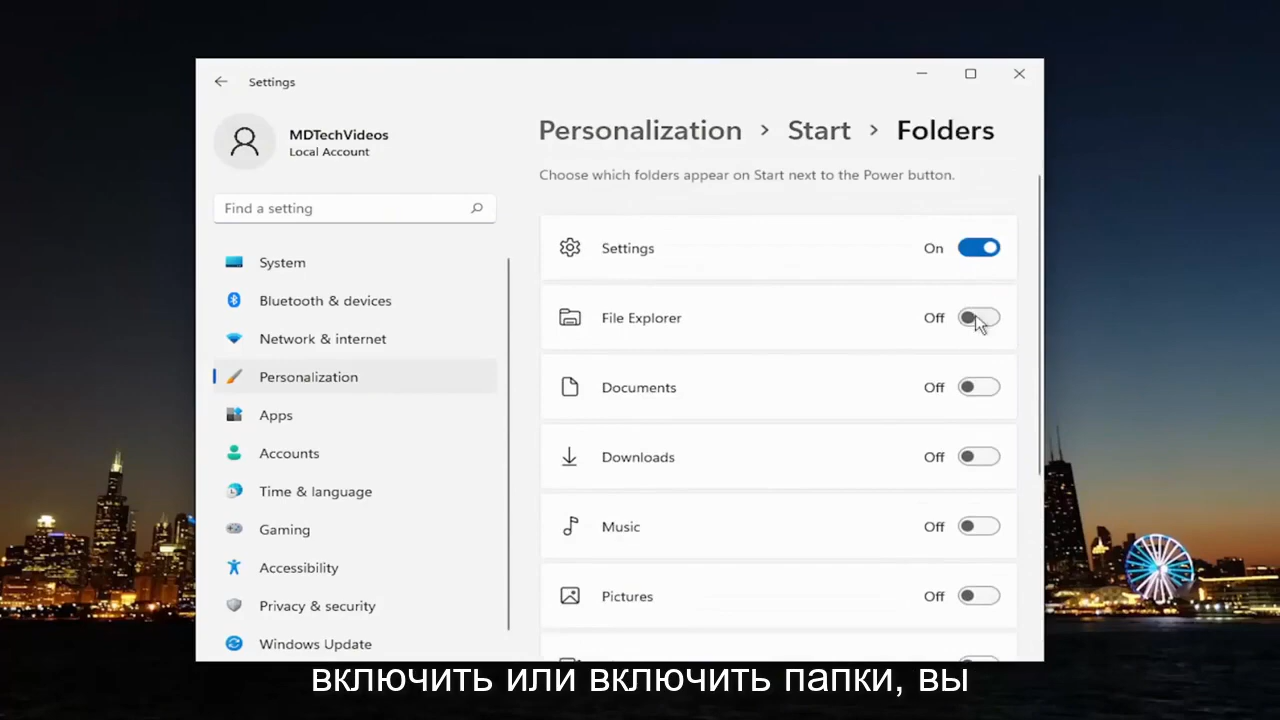 Settings
MDTechVideos
Local Account
Find a setting
System
Bluetooth & devices
Network & internet
Personalization
Apps
Accounts
Time & language
Gaming
Accessibility
Privacy & security
Windows Update
Personalization > Start > Folders
Choose which folders appear on Start next to the Power button.
Settings On
File Explorer Off
Documents Off
Downloads Off
Music Off
Pictures Off
включить или включить папки, вы